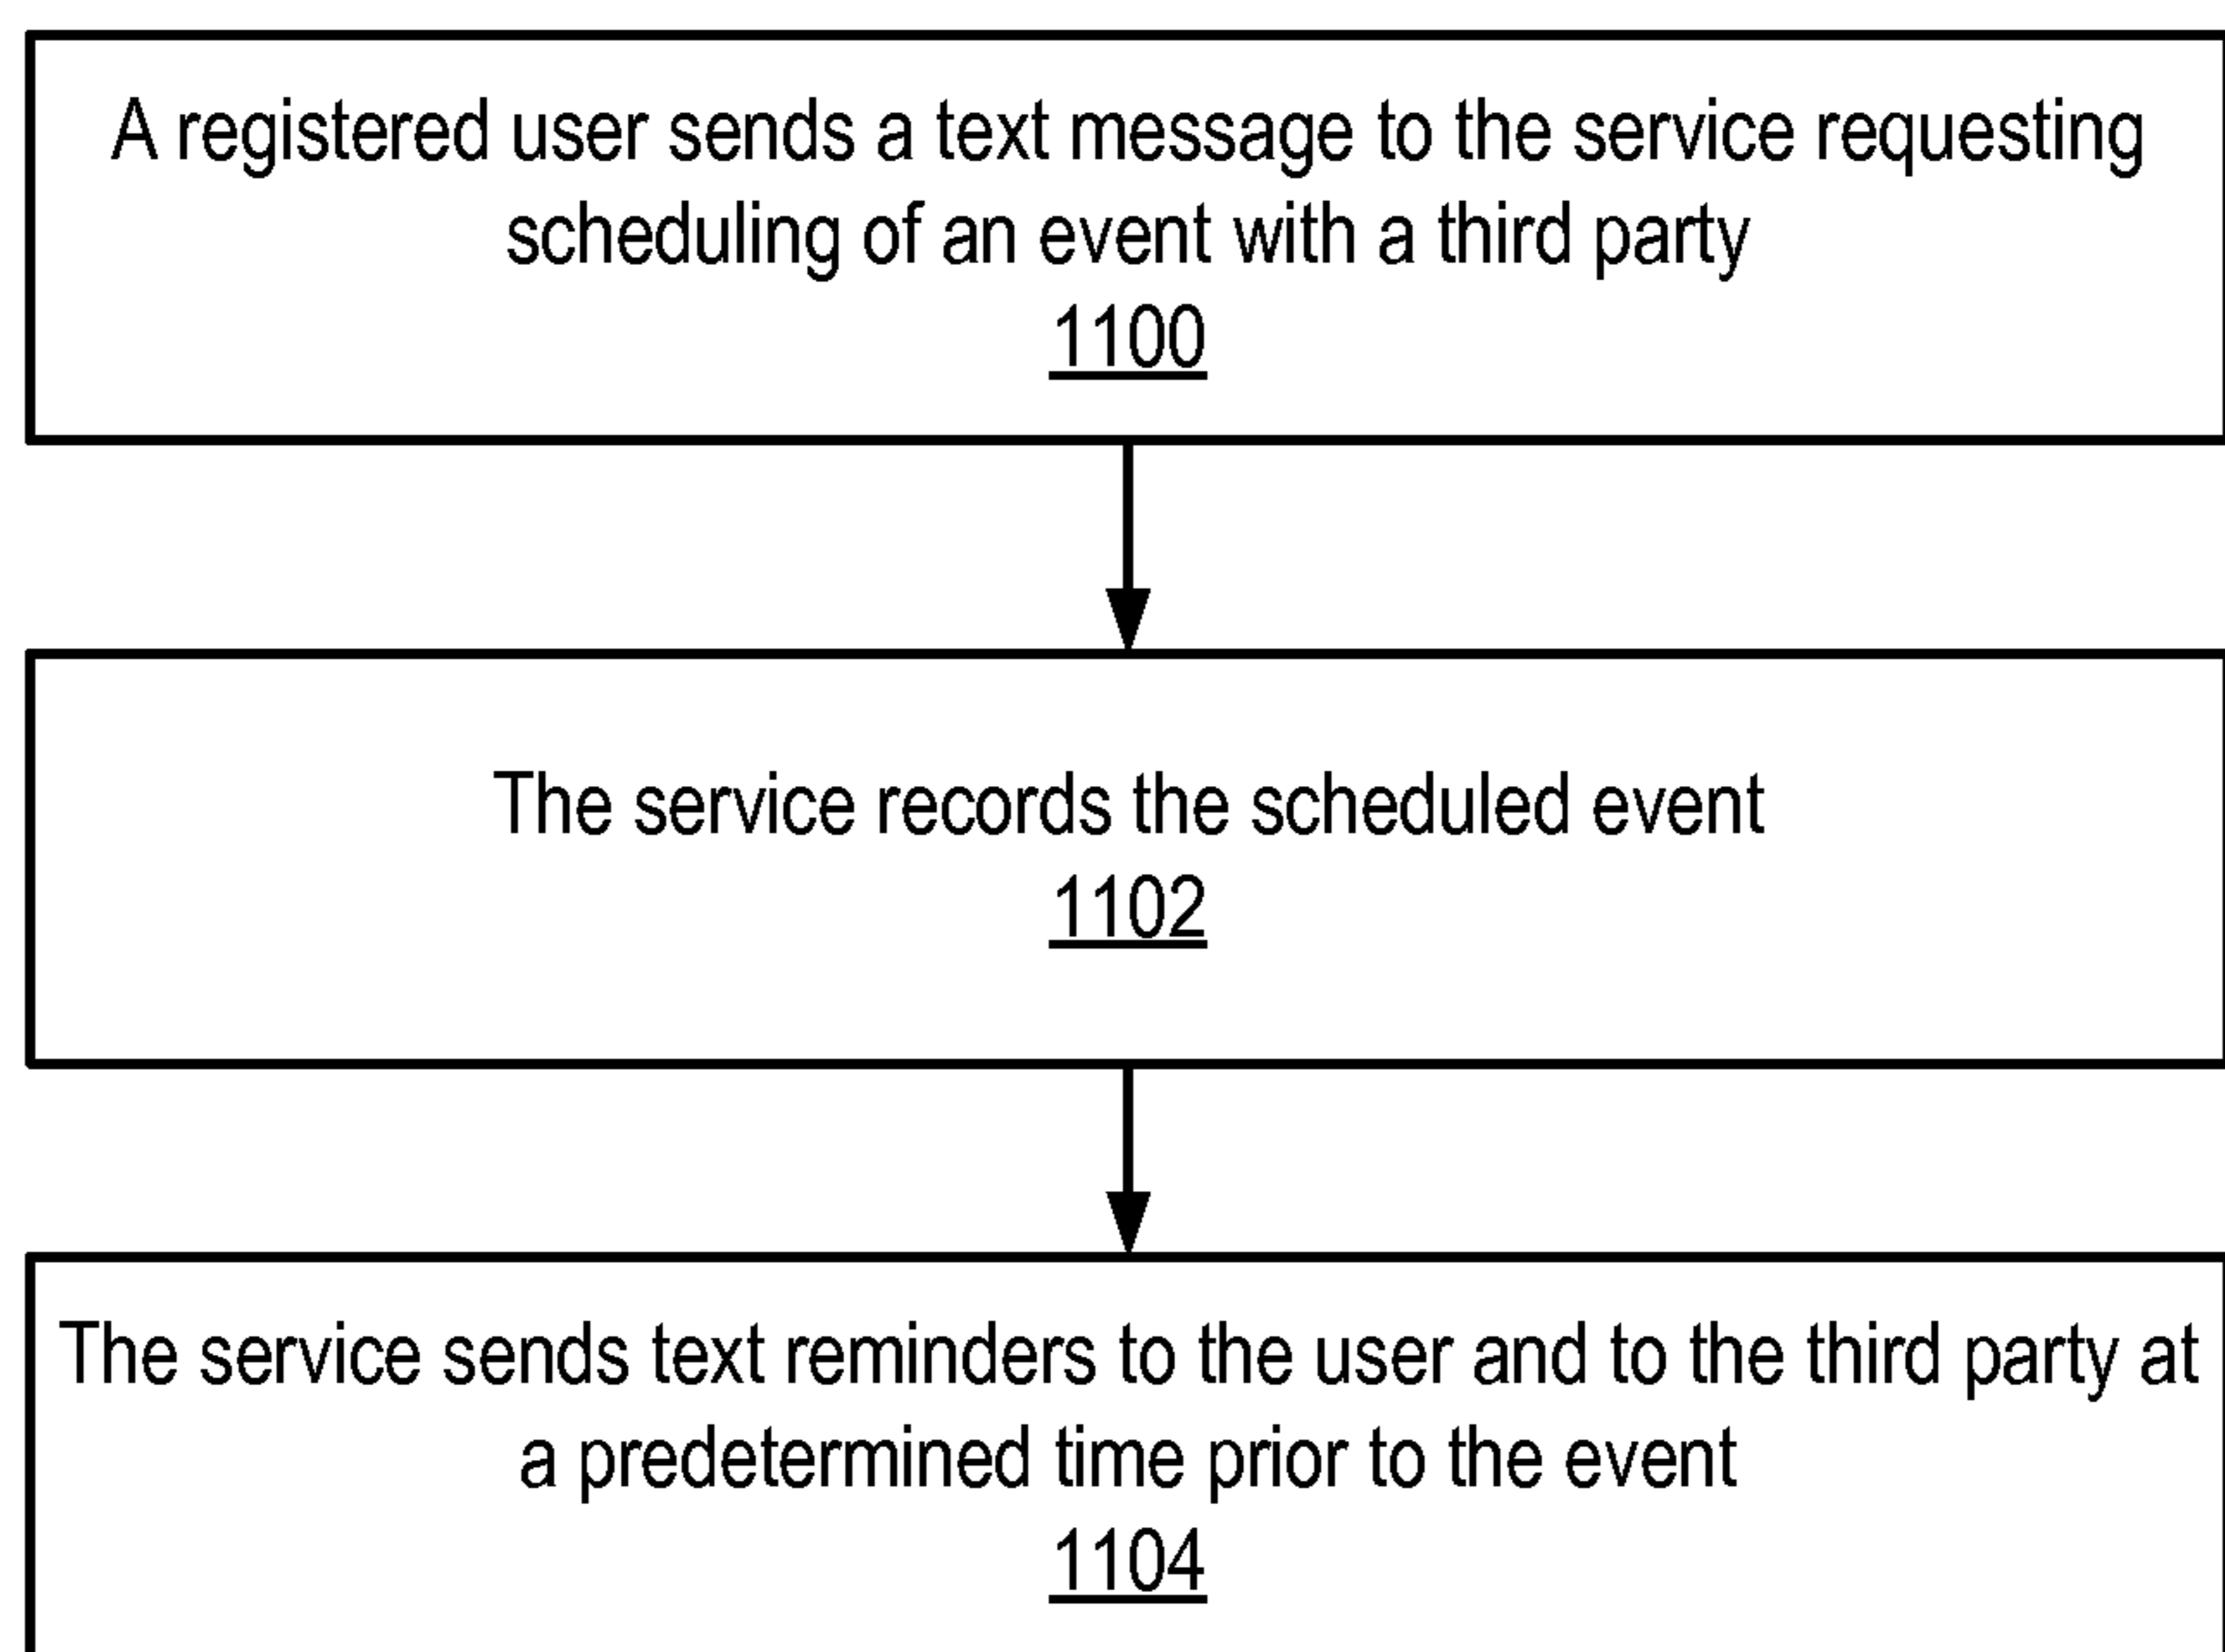 A registered user sends a text message to the service requesting
scheduling of an event with a third party
1100
The service records the scheduled event
1102
The service sends text reminders to the user and to the third party at
a predetermined time prior to the event
1104